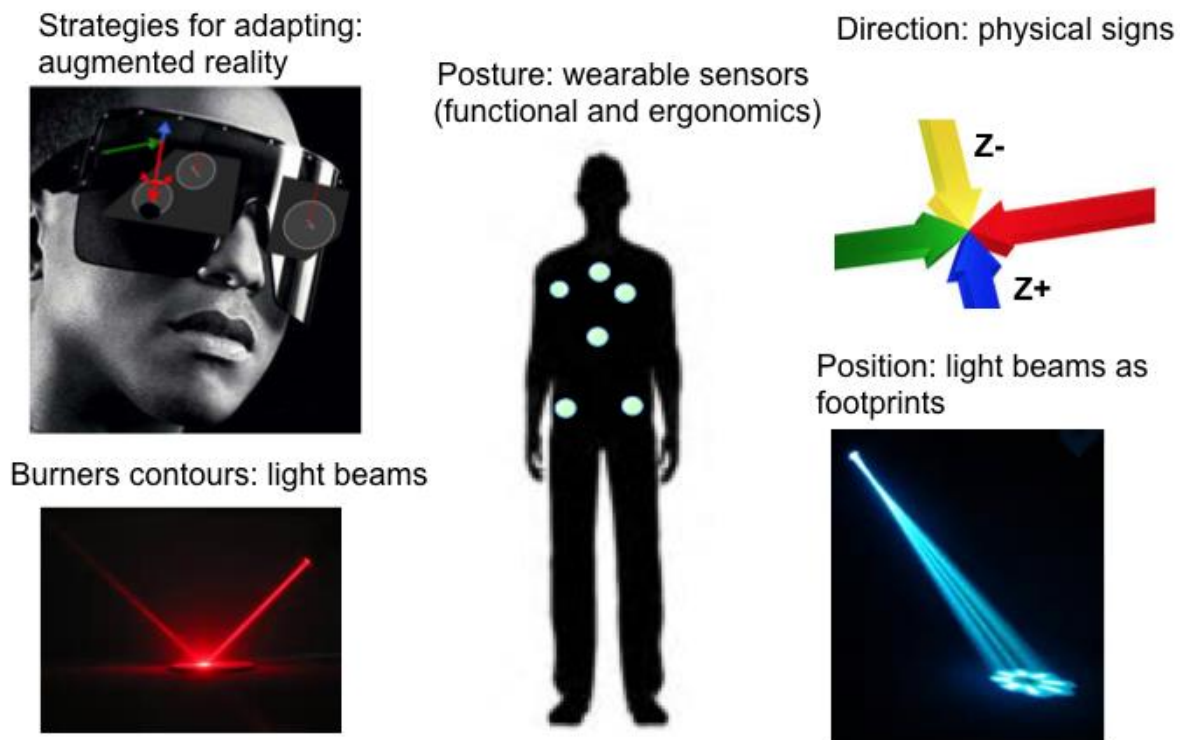 Strategies for adapting:
augmented reality
Posture: wearable sensors
(functional and ergonomics)
Direction: physical signs
Z-
Z+
Position: light beams as
footprints
Burners contours: light beams